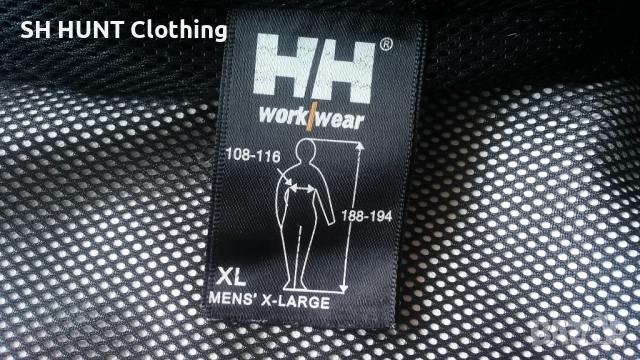 SH HUNT Clothing
HH®
work/wear
108-116
188-194
XL
MENS' X-LARGE